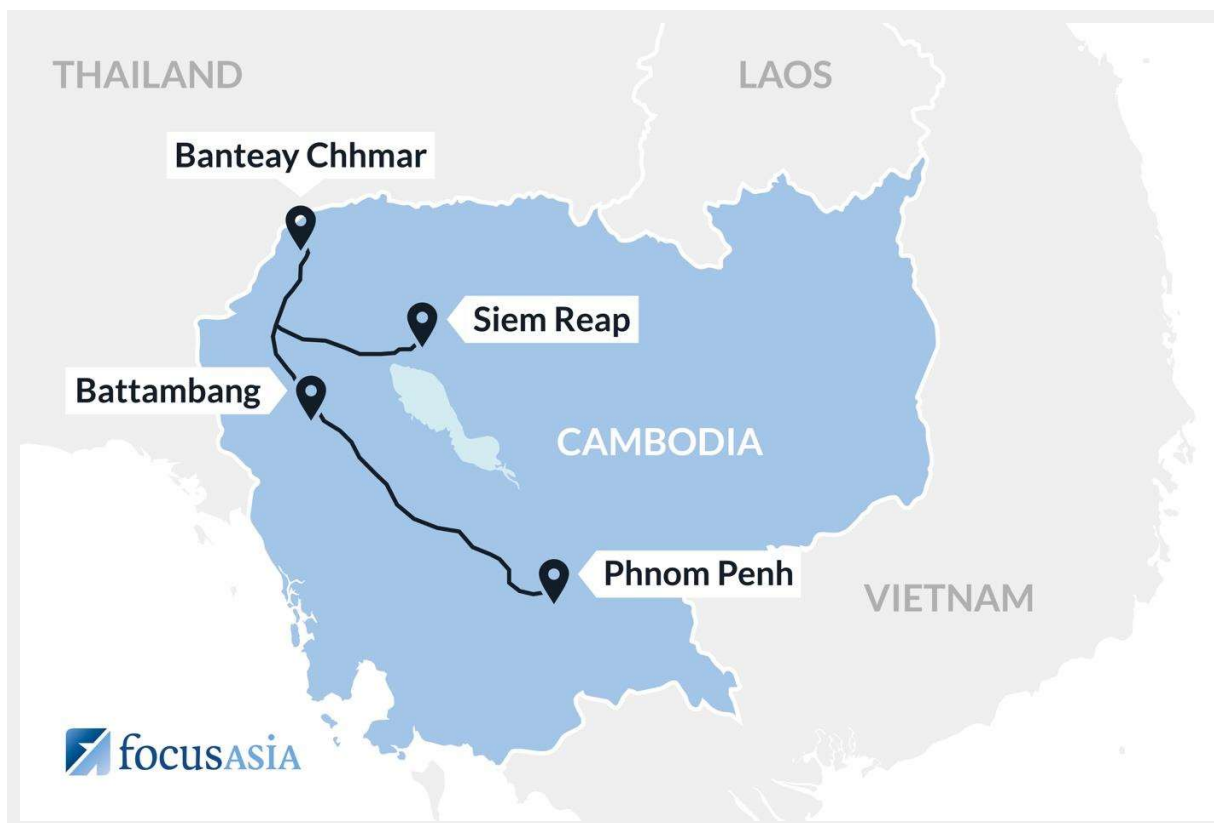 THAILAND
LAOS
Banteay Chhmar
Siem Reap
Battambang
CAMBODIA
Phnom Penh
VIETNAM
focusASIA